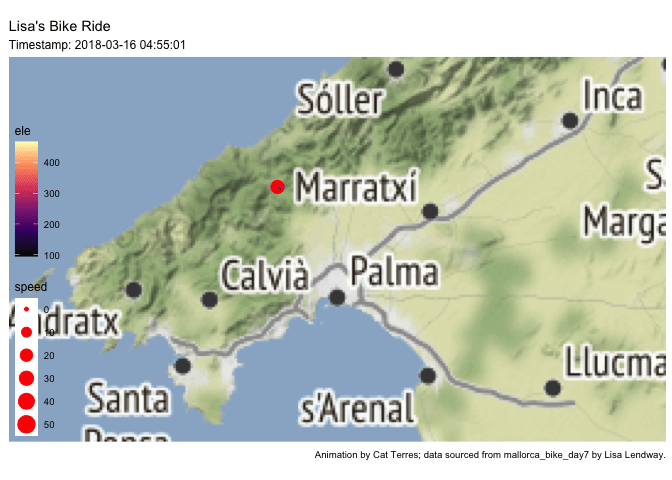 Lisa's Bike Ride
Timestamp: 2018-03-16 04:55:01
Sóller
Inca
ele
400
300
200
100
Marratxí
S
Marga
Calvià
Palma
speed
0
10
20
30
40
50
ndratx
Llucma
Santa
Ponsa
s'Arenal
Animation by Cat Terres; data sourced from mallorca_bike_day7 by Lisa Lendway.